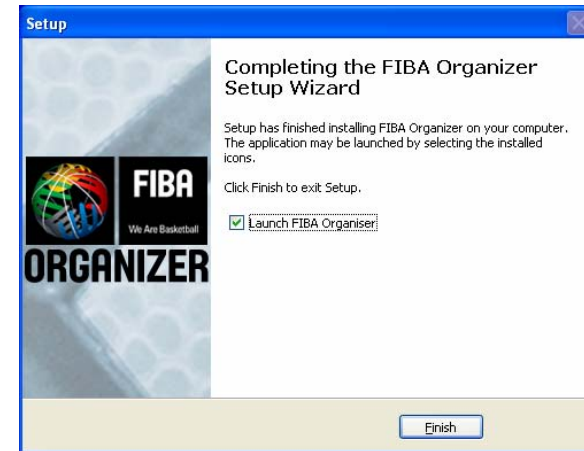 Setup
Completing the FIBA Organizer
Setup Wizard
Setup has finished installing FIBA Organizer on your computer.
The application may be launched by selecting the installed
icons.
Click Finish to exit Setup.
Launch FIBA Organiser
FIBA
We Are Basketball
ORGANIZER
Finish